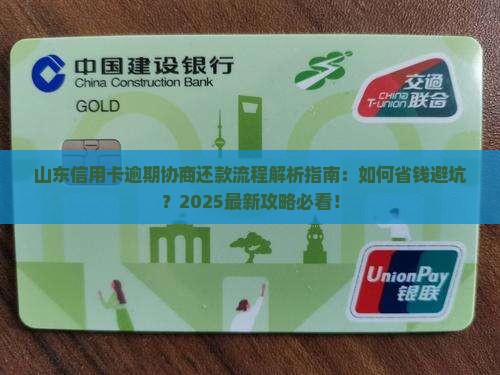 中国建设银行
China Construction Bank
GOLD
交通
CHINA
T-UNION 联合
山东信用卡逾期协商还款流程解析指南：如何省钱避坑
？2025最新攻略必看！
UnionPay
银联